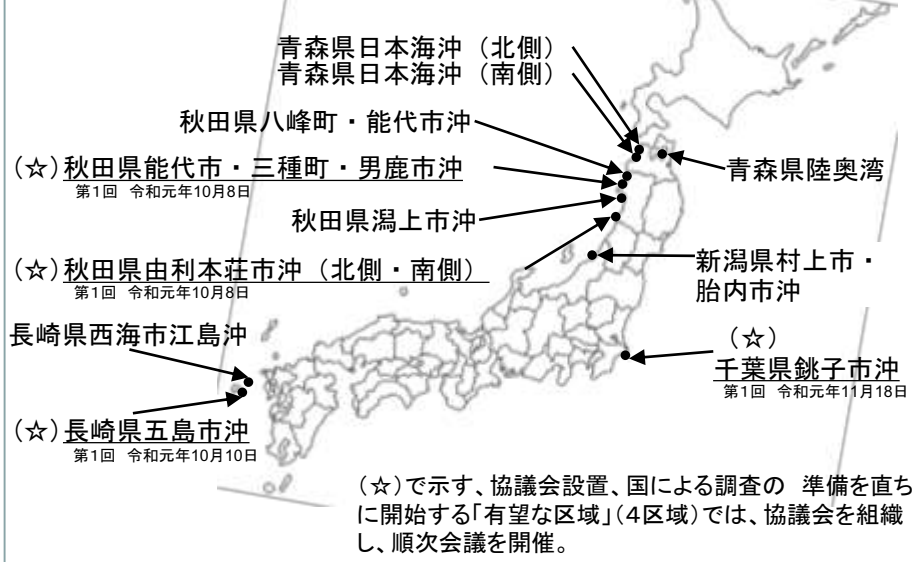 青森県日本海沖（北側）
青森県日本海沖（南側）
秋田県八峰町・能代市沖
（☆）秋田県能代市・三種町・男鹿市沖
第1回 令和元年10月8日
青森県陸奥湾
秋田県潟上市沖
（☆）秋田県由利本荘市沖（北側・南側）
第1回 令和元年10月8日
新潟県村上市・
胎内市沖
長崎県西海市江島沖
（☆）
千葉県銚子市沖
第1回 令和元年11月18日
（☆）長崎県五島市沖
第1回 令和元年10月10日
（☆）で示す、協議会設置、国による調査の 準備を直ち
に開始する「有望な区域」（4区域）では、協議会を組織
し、順次会議を開催。